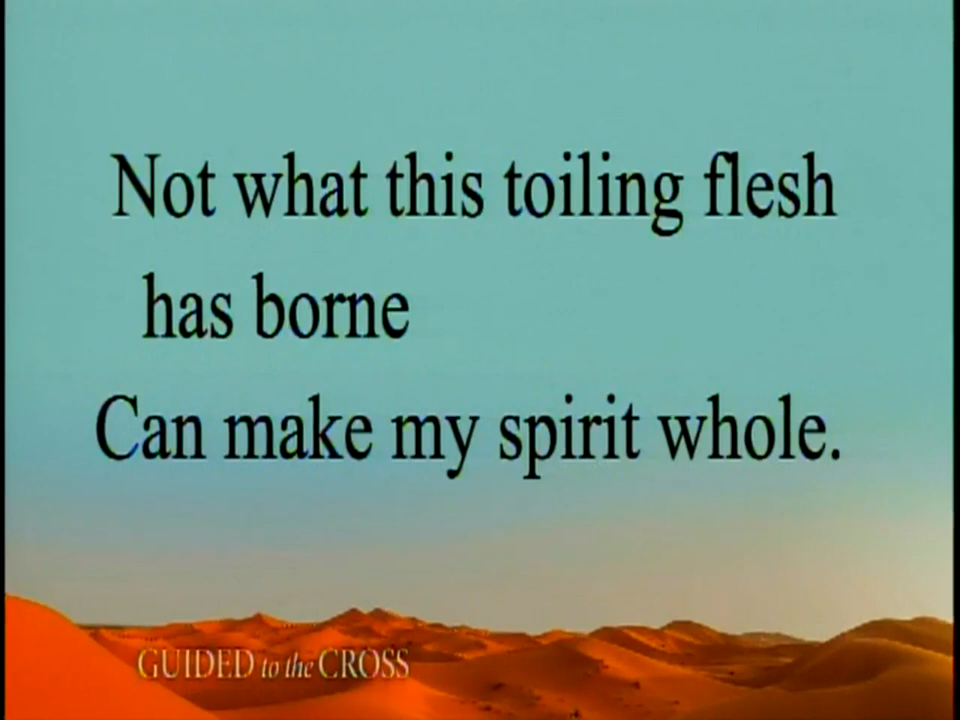 Not what this toiling flesh
has borne
Can make my spirit whole.
GUIDED to the CROSS